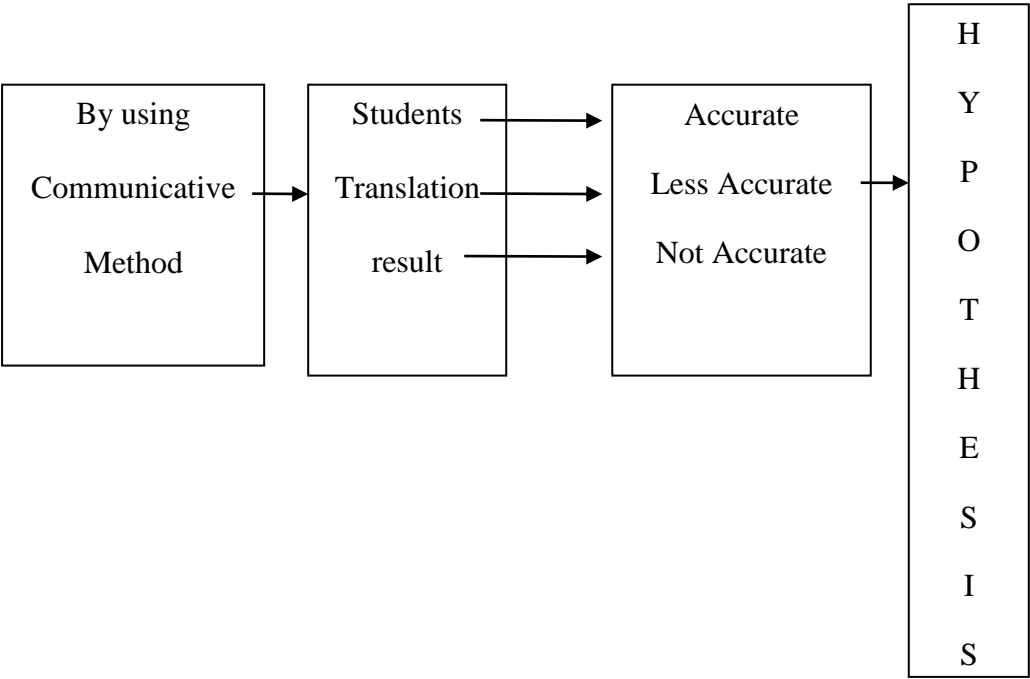 By using
Communicative
Method
Students
Translation
result
Accurate
Less Accurate
Not Accurate
H
Y
P
O
T
H
E
S
I
S